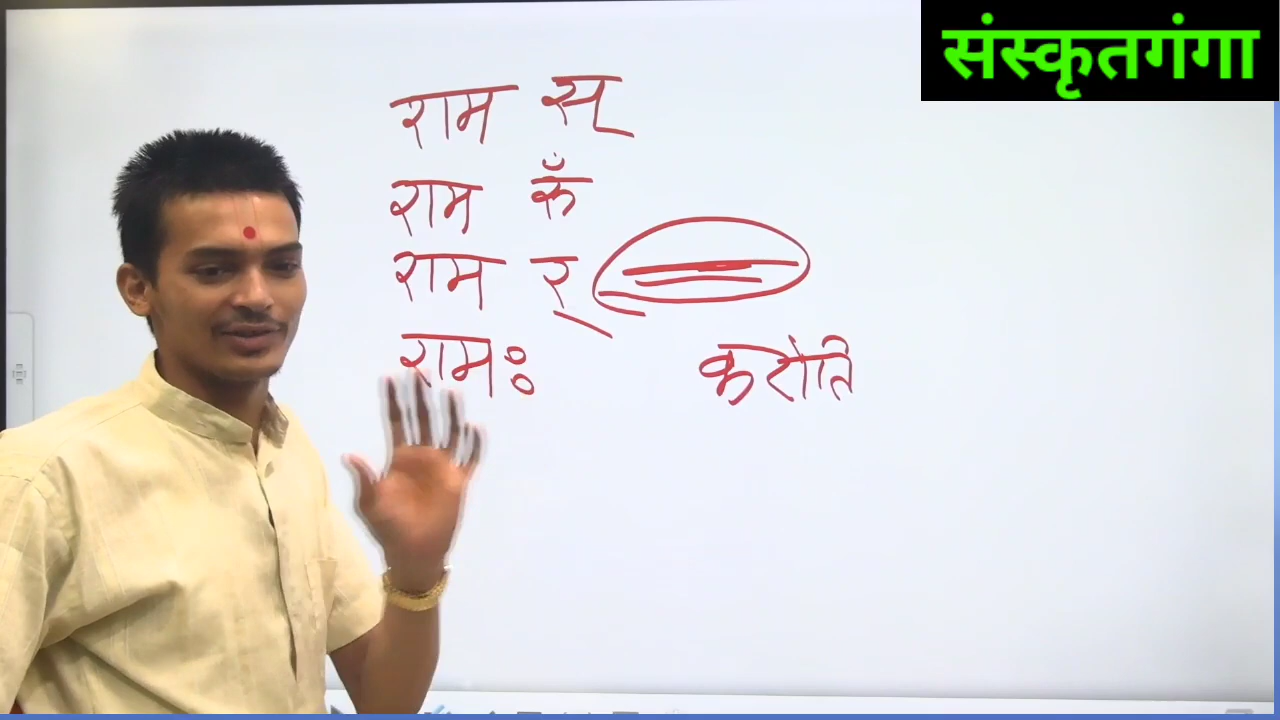 संस्कृतगंगा
राम स्
राम रुँ
राम र्
रामः करोति